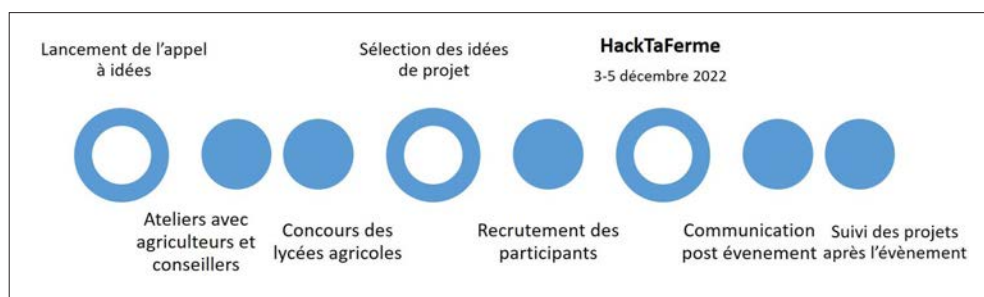 Lancement de l'appel
à idées
Ateliers avec
agriculteurs et
conseillers
Concours des
lycées agricoles
Sélection des idées
de projet
Recrutement des
participants
HackTaFerme
3-5 décembre 2022
Communication
post évenement
Suivi des projets
après l'évènement